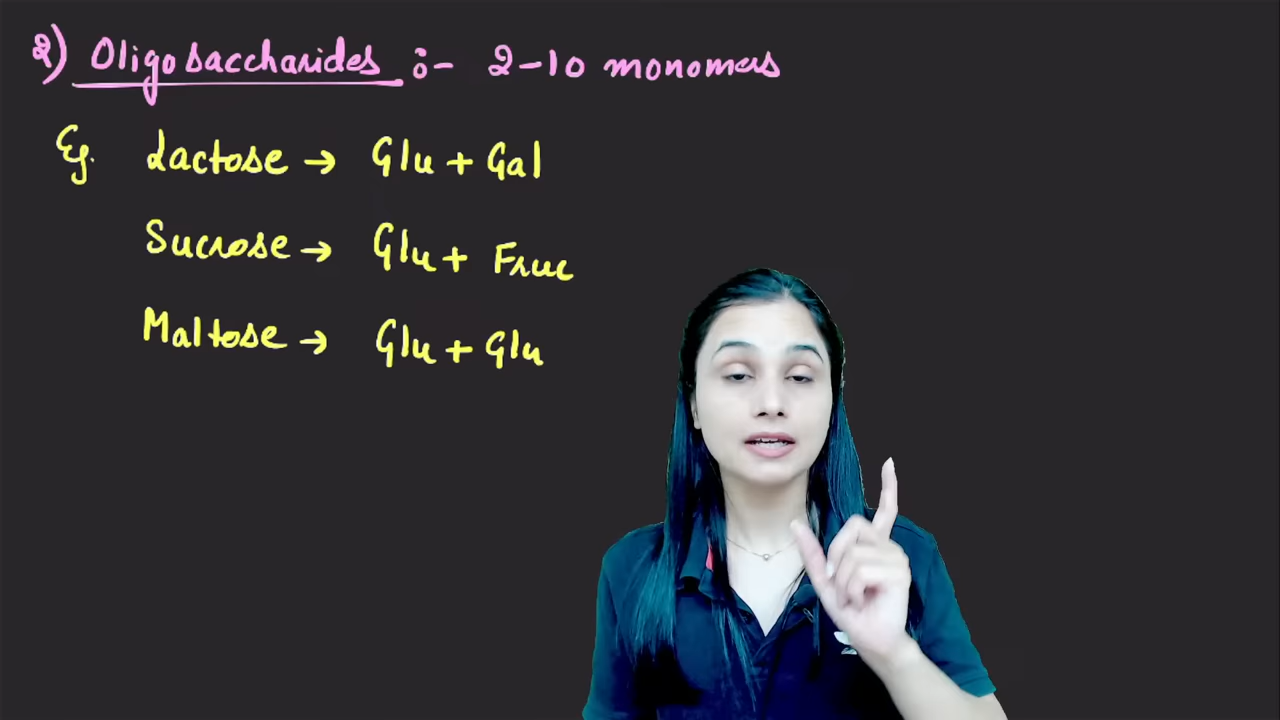 2) Oligosaccharides :- 2-10 monomers
Eg. Lactose → Glu + Gal
Sucrose → Glu + Fruc
Maltose → Glu + Glu